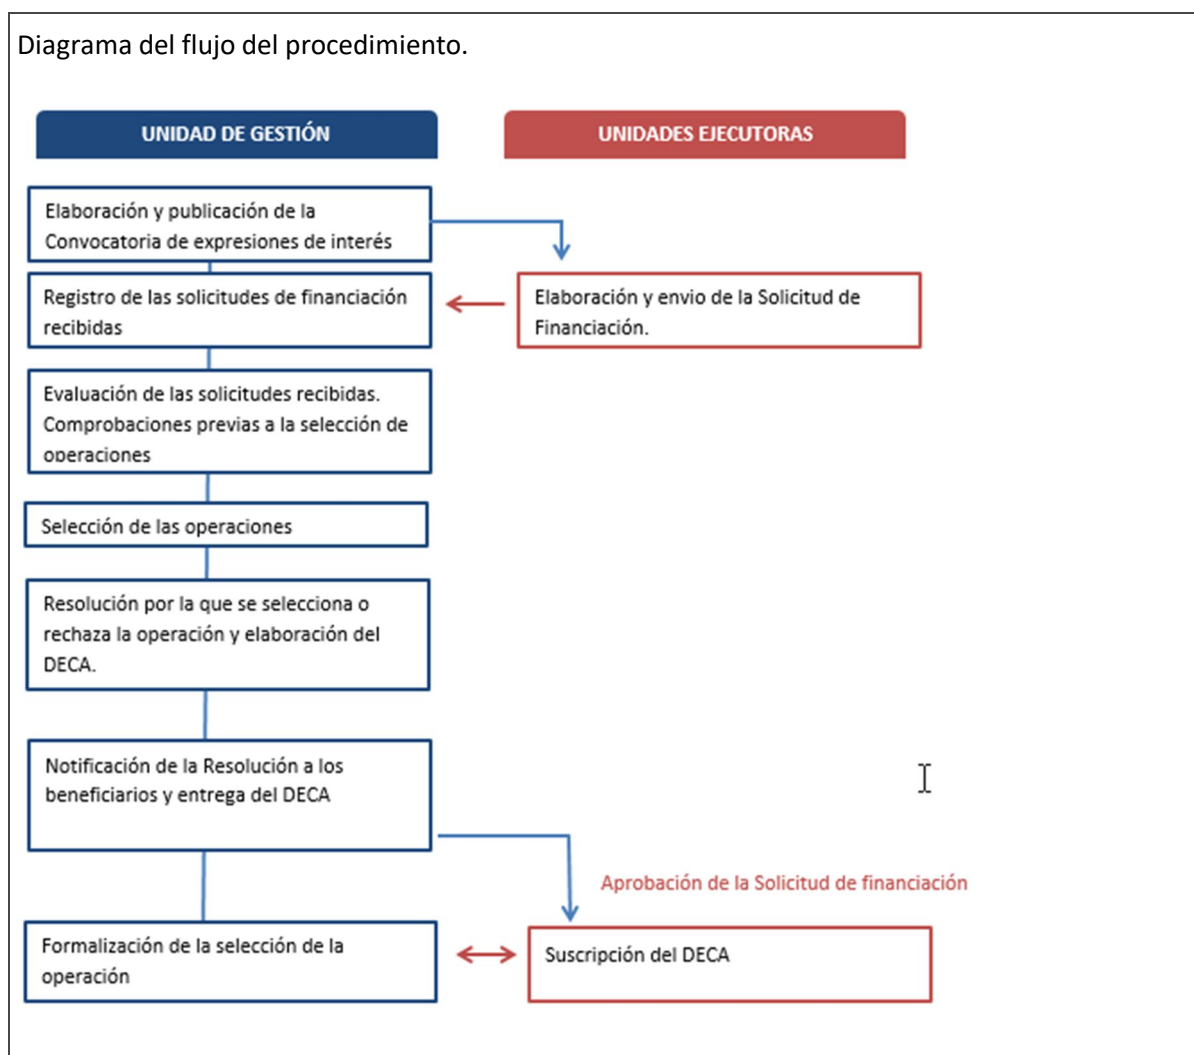 Diagrama del flujo del procedimiento.
UNIDAD DE GESTIÓN
UNIDADES EJECUTORAS
Elaboración y publicación de la
Convocatoria de expresiones de interés
Registro de las solicitudes de financiación
recibidas
Elaboración y envio de la Solicitud de
Financiación.
Evaluación de las solicitudes recibidas.
Comprobaciones previas a la selección de
operaciones
Selección de las operaciones
Resolución por la que se selecciona o
rechaza la operación y elaboración del
DECA.
Notificación de la Resolución a los
beneficiarios y entrega del DECA
Aprobación de la Solicitud de financiación
Formalización de la selección de la
operación
Suscripción del DECA